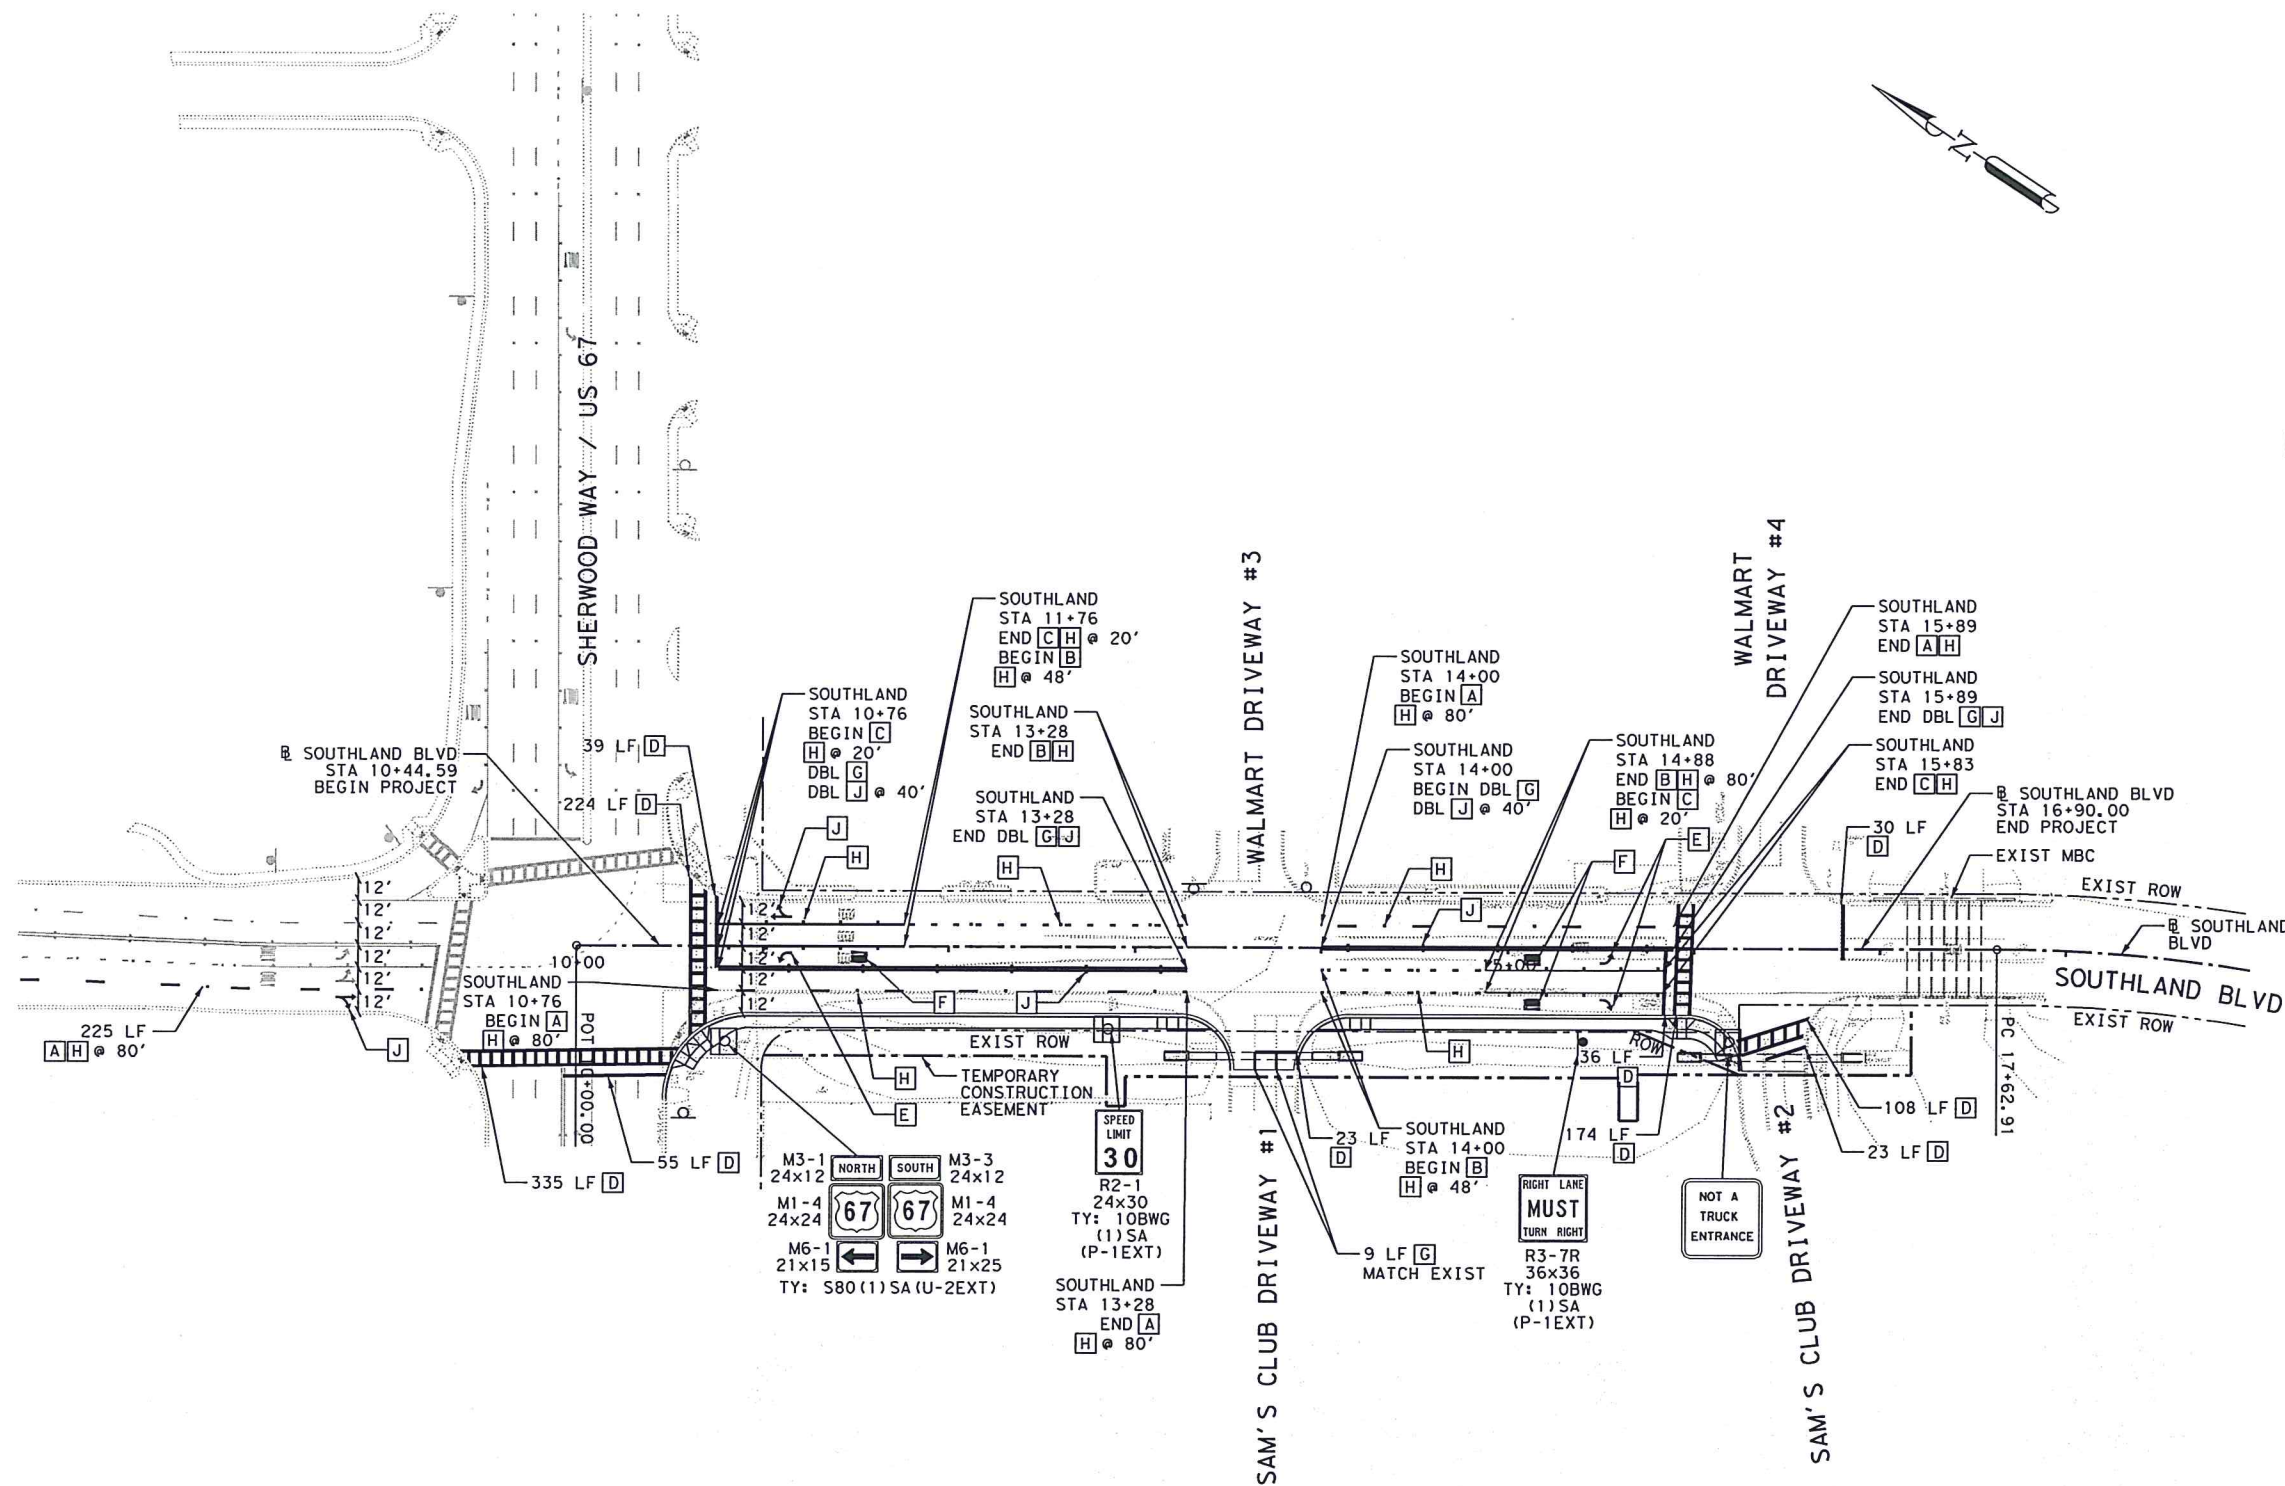 N
SHERWOOD WAY / US 67
WALMART DRIVEWAY #3
WALMART
DRIVEWAY #4
SOUTHLAND
STA 11+76
END C H @ 20'
BEGIN B
H @ 48'
SOUTHLAND
STA 15+89
END A H
SOUTHLAND
STA 14+00
BEGIN A
H @ 80'
SOUTHLAND
STA 15+89
END DBL G J
SOUTHLAND
STA 10+76
BEGIN C
H @ 20'
DBL G
DBL J @ 40'
SOUTHLAND
STA 13+28
END B H
SOUTHLAND
STA 14+00
BEGIN DBL G
DBL J @ 40'
SOUTHLAND
STA 14+88
END B H @ 80'
BEGIN C
H @ 20'
SOUTHLAND
STA 15+83
END C H
39 LF D
℄ SOUTHLAND BLVD
STA 10+44.59
BEGIN PROJECT
224 LF D
SOUTHLAND
STA 13+28
END DBL G J
℄ SOUTHLAND BLVD
STA 16+90.00
END PROJECT
30 LF
D
EXIST MBC
J
H
H
H
J
F
E
EXIST ROW
℄ SOUTHLAND
BLVD
SOUTHLAND BLVD
EXIST ROW
12'
12'
12'
12'
12'
12'
12'
12'
12'
12'
12'
10+00
15+00
SOUTHLAND
STA 10+76
BEGIN A
H @ 80'
225 LF
A H @ 80'
J
F
J
POT 10+00.00
PC 17+62.91
EXIST ROW
ROW
H
E
TEMPORARY
CONSTRUCTION
EASEMENT
H
36 LF
D
174 LF
D
108 LF D
23 LF D
335 LF D
55 LF D
23 LF
D
SOUTHLAND
STA 14+00
BEGIN B
H @ 48'
M3-1
24x12
NORTH
SOUTH
M3-3
24x12
M1-4
24x24
67
67
M1-4
24x24
M6-1
21x15
M6-1
21x25
TY: S80(1)SA(U-2EXT)
SPEED
LIMIT
30
R2-1
24x30
TY: 10BWG
(1)SA
(P-1EXT)
SOUTHLAND
STA 13+28
END A
H @ 80'
9 LF G
MATCH EXIST
RIGHT LANE
MUST
TURN RIGHT
R3-7R
36x36
TY: 10BWG
(1)SA
(P-1EXT)
NOT A
TRUCK
ENTRANCE
SAM'S CLUB DRIVEWAY #1
SAM'S CLUB DRIVEWAY #2